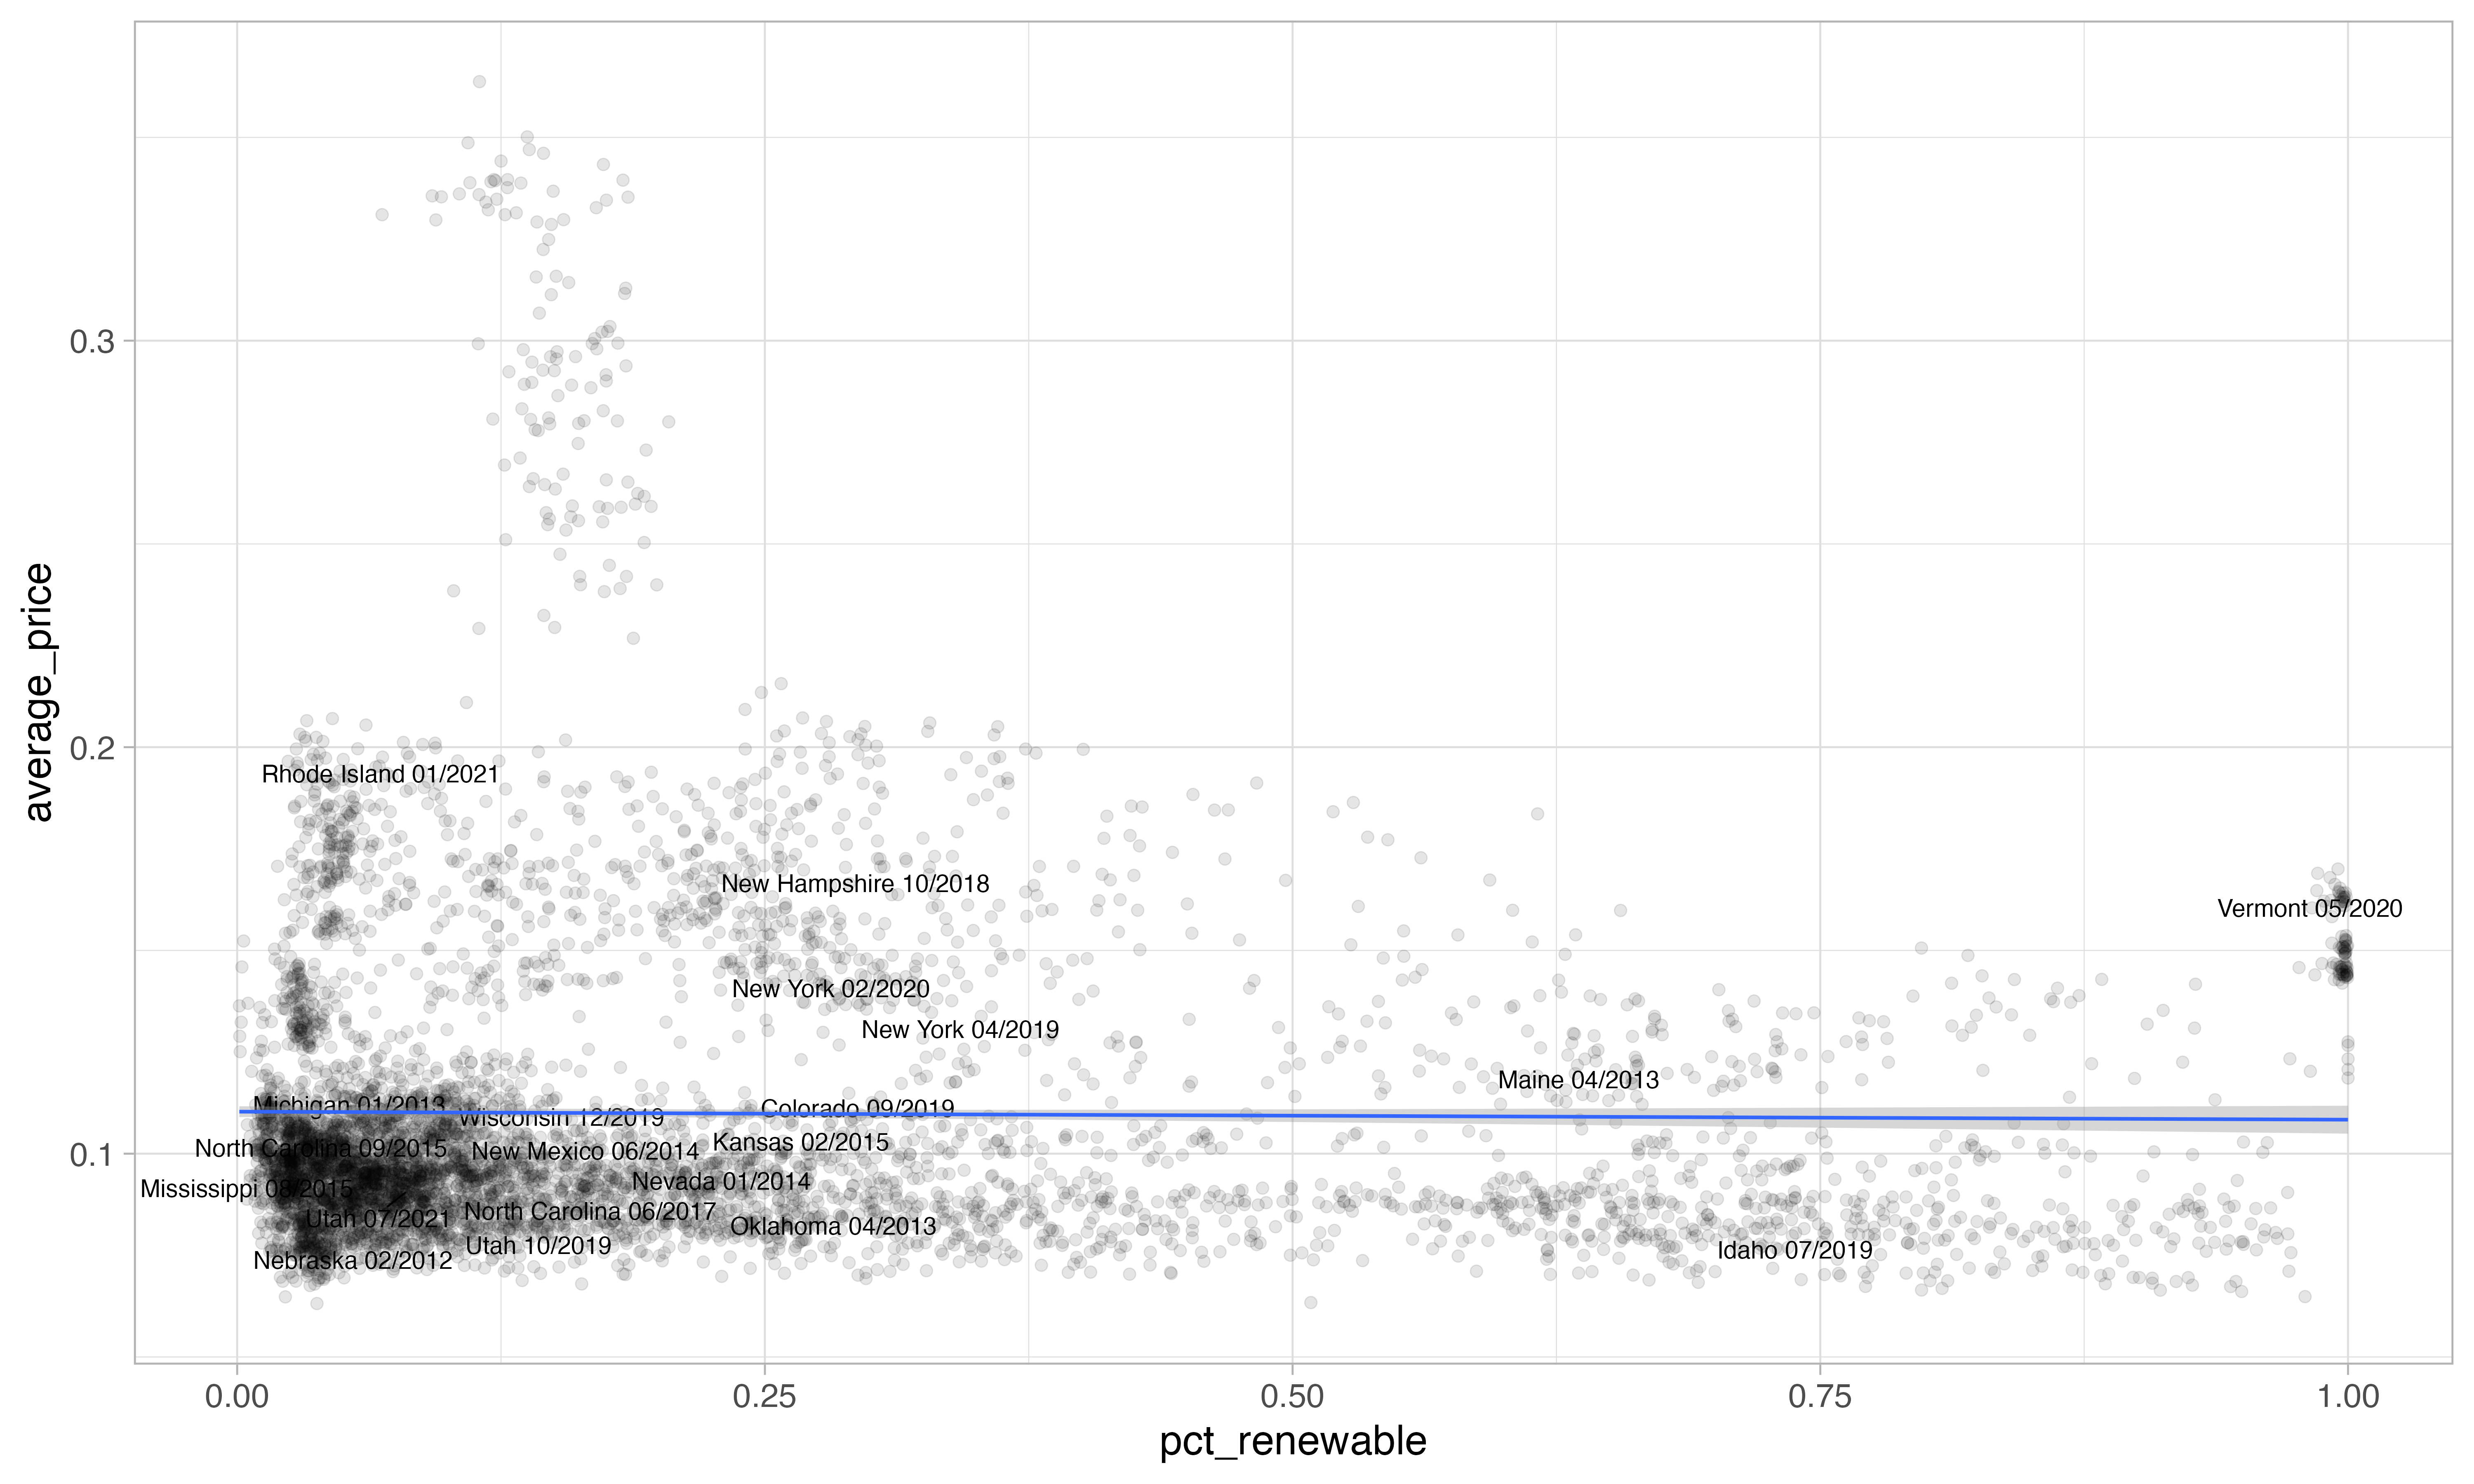 average_price
0.3
0.2
0.1
Rhode Island 01/2021
New Hampshire 10/2018
Vermont 05/2020
New York 02/2020
New York 04/2019
Maine 04/2013
Michigan 01/2013
Colorado 09/2019
Wisconsin 12/2019
Kansas 02/2015
North Carolina 09/2015
New Mexico 06/2014
Nevada 01/2014
Mississippi 08/2015
North Carolina 06/2017
Utah 07/2021
Oklahoma 04/2013
Utah 10/2019
Idaho 07/2019
Nebraska 02/2012
0.00 0.25 0.50 0.75 1.00
pct_renewable